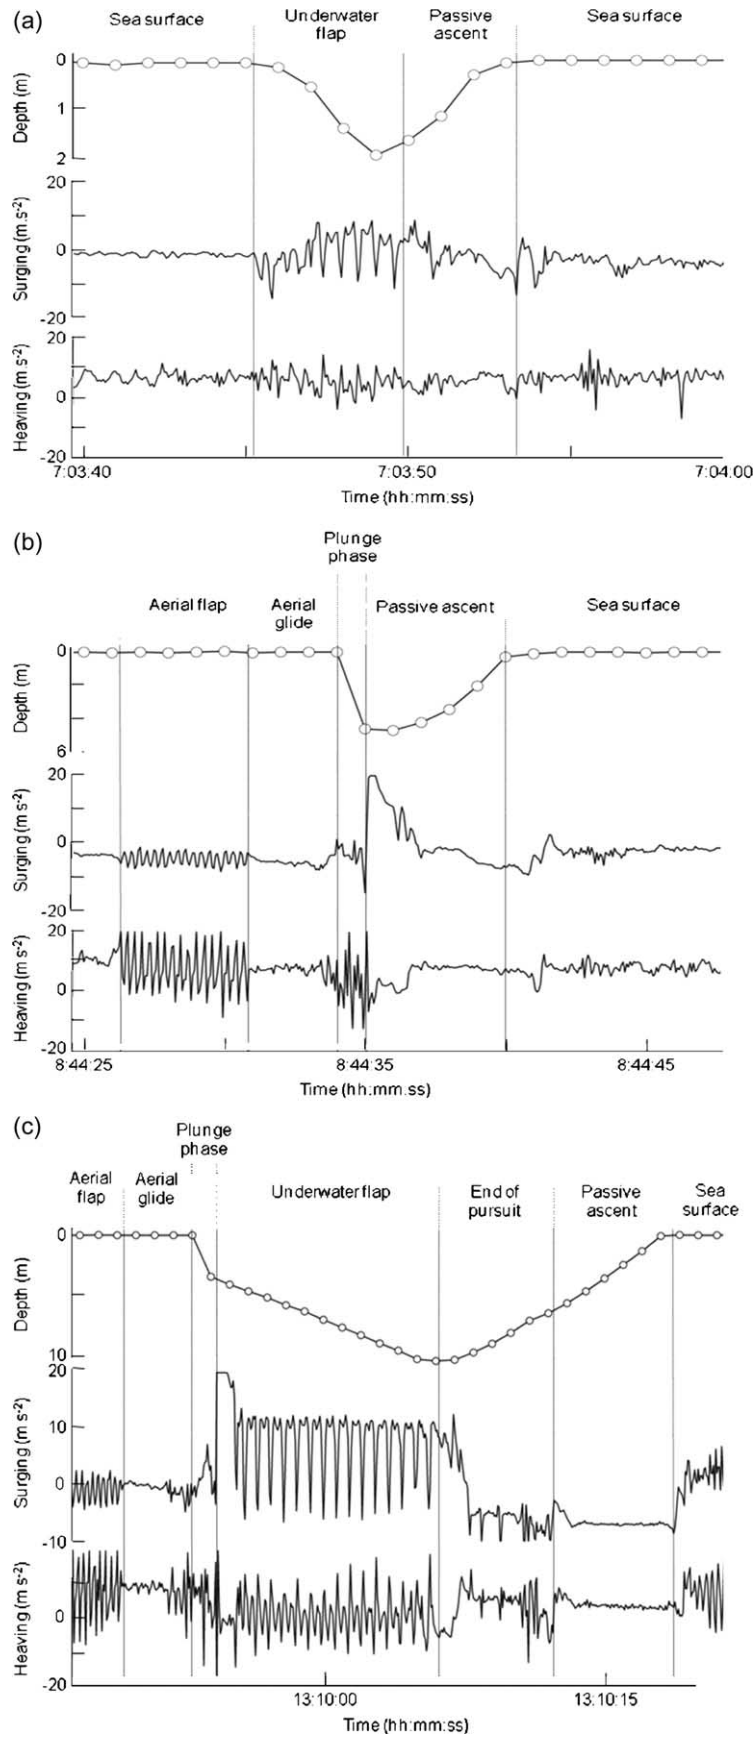 (a)
Sea surface
Underwater flap
Passive ascent
Sea surface
0
1
2
Depth (m)
20
0
-20
Surging (m.s-2)
20
0
-20
Heaving (m.s-2)
7:03:40
7:03:50
7:04:00
Time (hh:mm:ss)
(b)
Plunge phase
Aerial flap
Aerial glide
Passive ascent
Sea surface
0
6
Depth (m)
20
0
-20
Surging (m s-2)
20
0
-20
Heaving (m s-2)
8:44:25
8:44:35
8:44:45
Time (hh:mm:ss)
(c)
Plunge phase
Aerial flap
Aerial glide
Underwater flap
End of pursuit
Passive ascent
Sea surface
0
10
Depth (m)
20
10
0
-10
Surging (m s-2)
0
-20
Heaving (m s-2)
13:10:00
13:10:15
Time (hh:mm:ss)